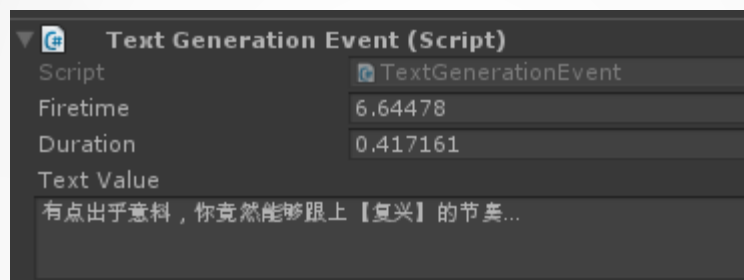 Text Generation Event (Script)
Script TextGenerationEvent
Firetime 6.64478
Duration 0.417161
Text Value
有点出乎意料，你竟然能够跟上【复兴】的节奏...